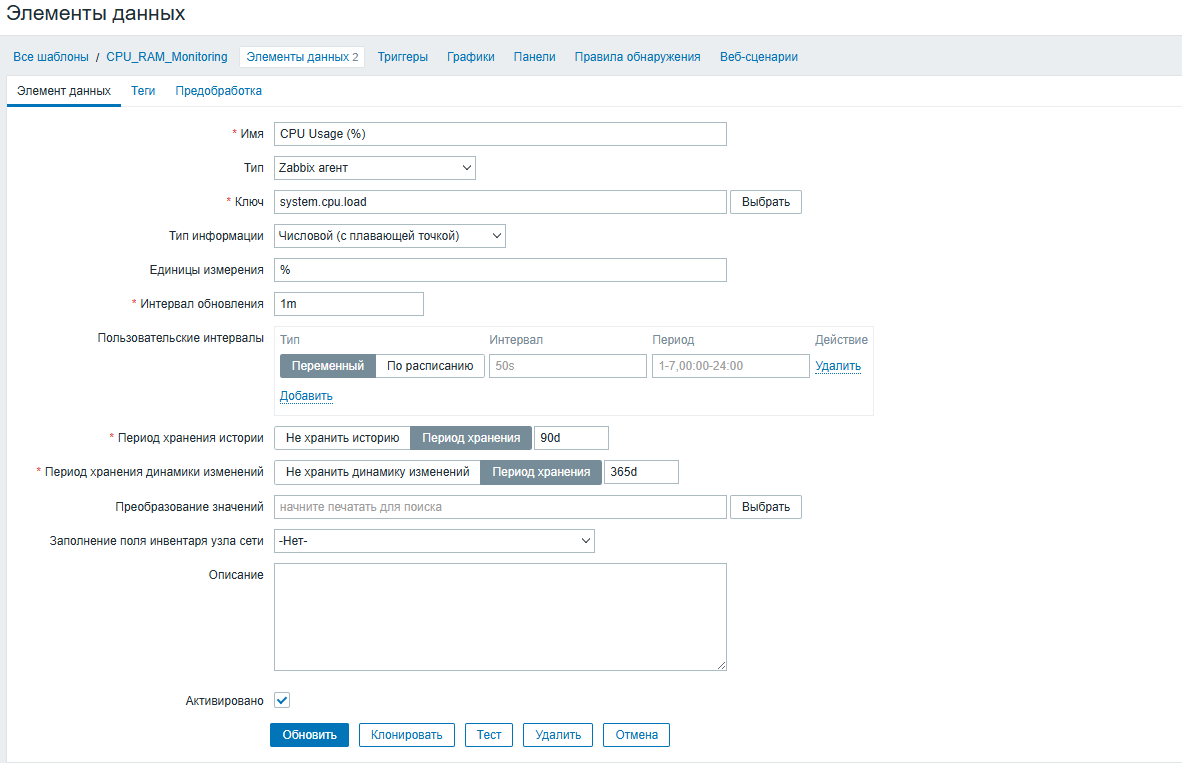 Элементы данных
Все шаблоны / CPU_RAM_Monitoring Элементы данных 2 Триггеры Графики Панели Правила обнаружения Веб-сценарии
Элемент данных Теги Предобработка
* Имя CPU Usage (%)
Тип Zabbix агент
* Ключ system.cpu.load Выбрать
Тип информации Числовой (с плавающей точкой)
Единицы измерения %
* Интервал обновления 1m
Пользовательские интервалы Тип Интервал Период Действие
Переменный По расписанию 50s 1-7,00:00-24:00 Удалить
Добавить
* Период хранения истории Не хранить историю Период хранения 90d
* Период хранения динамики изменений Не хранить динамику изменений Период хранения 365d
Преобразование значений начните печатать для поиска Выбрать
Заполнение поля инвентаря узла сети -Нет-
Описание
Активировано
Обновить Клонировать Тест Удалить Отмена